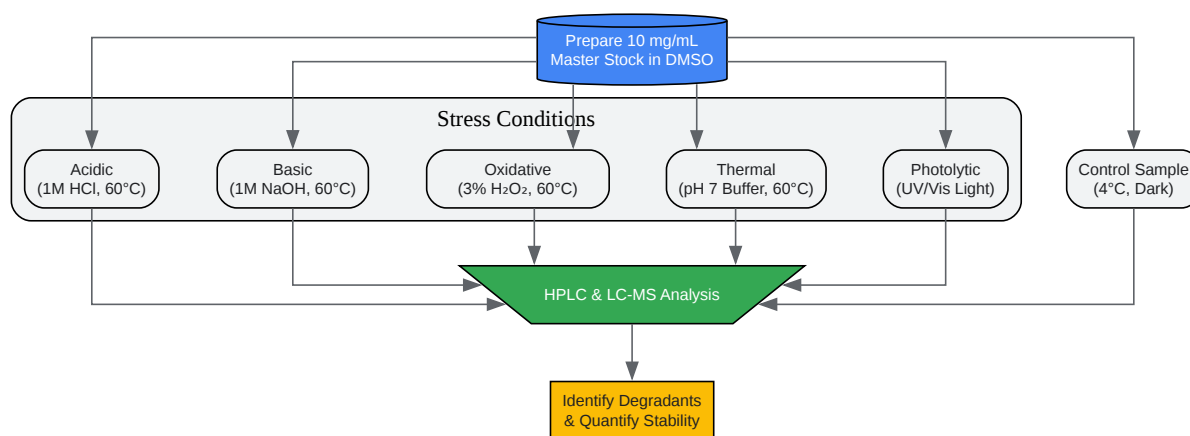 Prepare 10 mg/mL
Master Stock in DMSO
Stress Conditions
Acidic
(1M HCl, 60°C)
Basic
(1M NaOH, 60°C)
Oxidative
(3% H₂O₂, 60°C)
Thermal
(pH 7 Buffer, 60°C)
Photolytic
(UV/Vis Light)
Control Sample
(4°C, Dark)
HPLC & LC-MS Analysis
Identify Degradants
& Quantify Stability